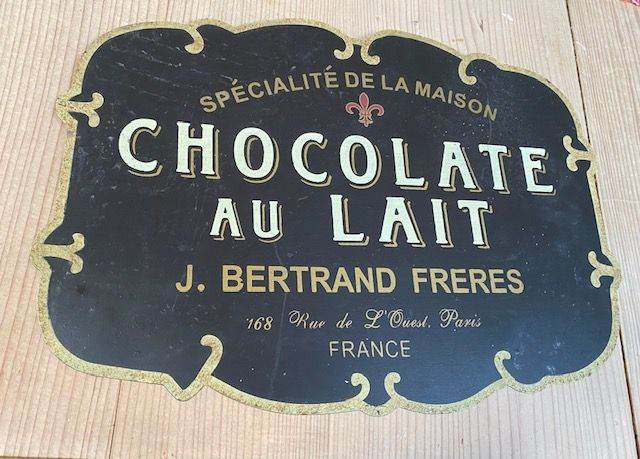 SPÉCIALITÉ DE LA MAISON
CHOCOLATE
AU LAIT
J. BERTRAND FRERES
168 Rue de L'Ouest. Paris
FRANCE